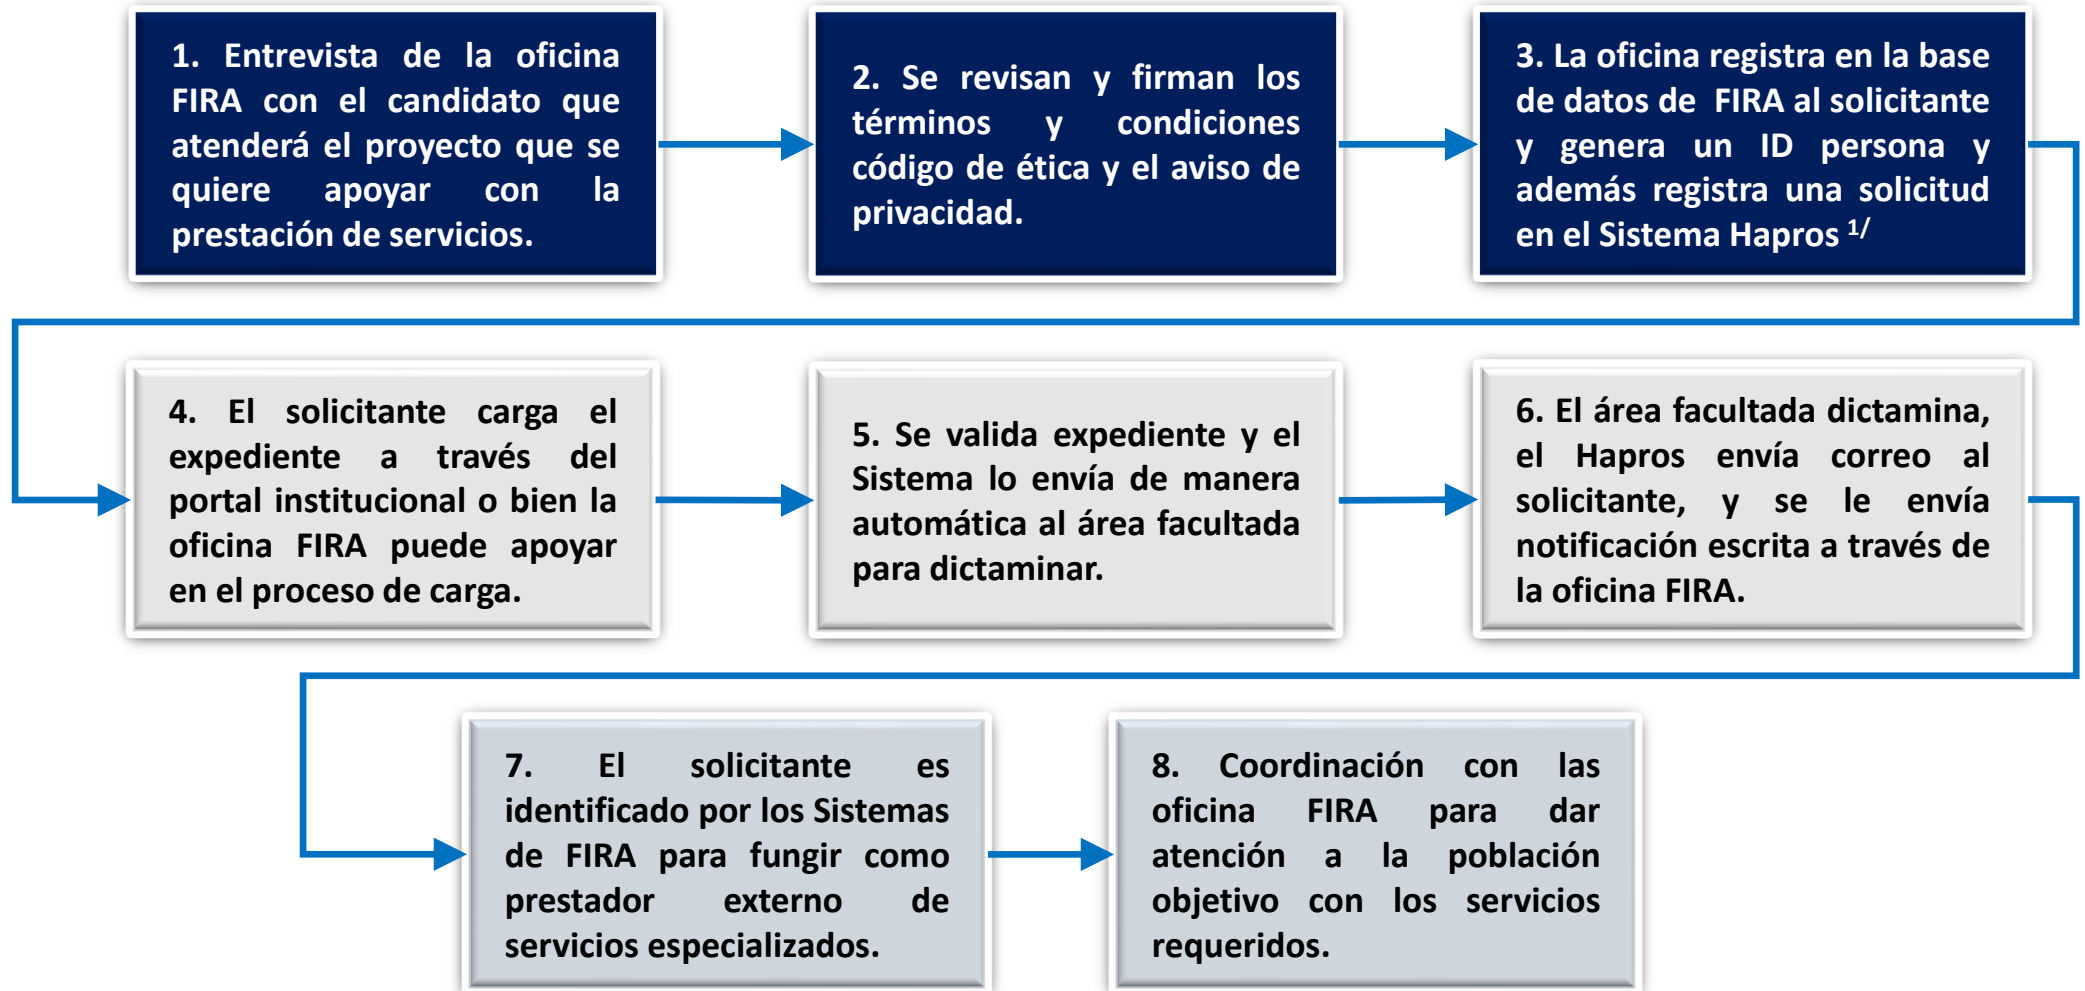 1. Entrevista de la oficina
FIRA con el candidato que
atenderá el proyecto que se
quiere apoyar con la
prestación de servicios.
2. Se revisan y firman los
términos y condiciones
código de ética y el aviso de
privacidad.
3. La oficina registra en la base
de datos de FIRA al solicitante
y genera un ID persona y
además registra una solicitud
en el Sistema Hapros 1/
4. El solicitante carga el
expediente a través del
portal institucional o bien la
oficina FIRA puede apoyar
en el proceso de carga.
5. Se valida expediente y el
Sistema lo envía de manera
automática al área facultada
para dictaminar.
6. El área facultada dictamina,
el Hapros envía correo al
solicitante, y se le envía
notificación escrita a través de
la oficina FIRA.
7. El solicitante es
identificado por los Sistemas
de FIRA para fungir como
prestador externo de
servicios especializados.
8. Coordinación con las
oficina FIRA para dar
atención a la población
objetivo con los servicios
requeridos.